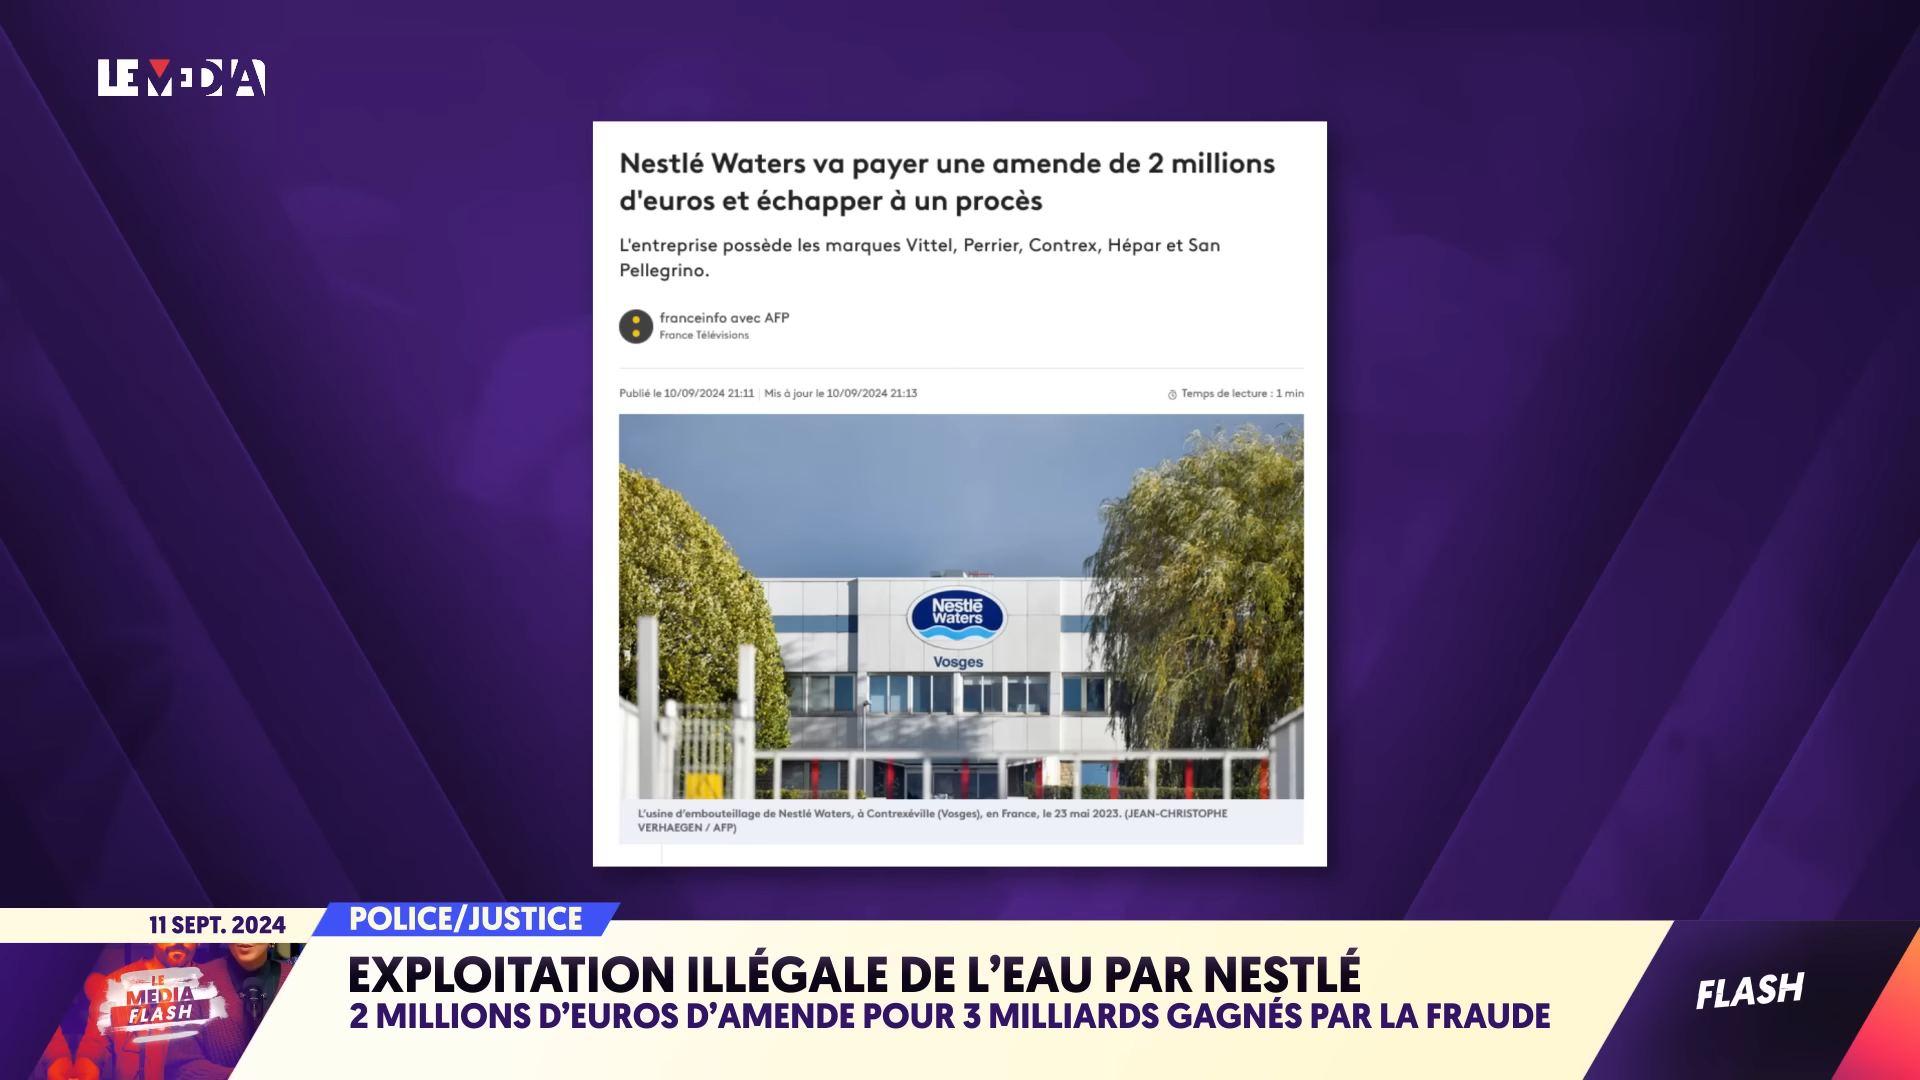 LE MEDIA
Nestlé Waters va payer une amende de 2 millions
d'euros et échapper à un procès
L'entreprise possède les marques Vittel, Perrier, Contrex, Hépar et San
Pellegrino.
franceinfo avec AFP
France Télévisions
Publié le 10/09/2024 21:11 | Mis à jour le 10/09/2024 21:13
Temps de lecture : 1 min
Nestlé
Waters
Vosges
L'usine d'embouteillage de Nestlé Waters, à Contrexéville (Vosges), en France, le 23 mai 2023. (JEAN-CHRISTOPHE
VERHAEGEN / AFP)
11 SEPT. 2024
POLICE/JUSTICE
LE
MEDIA
FLASH
EXPLOITATION ILLÉGALE DE L’EAU PAR NESTLÉ
2 MILLIONS D’EUROS D’AMENDE POUR 3 MILLIARDS GAGNÉS PAR LA FRAUDE
FLASH